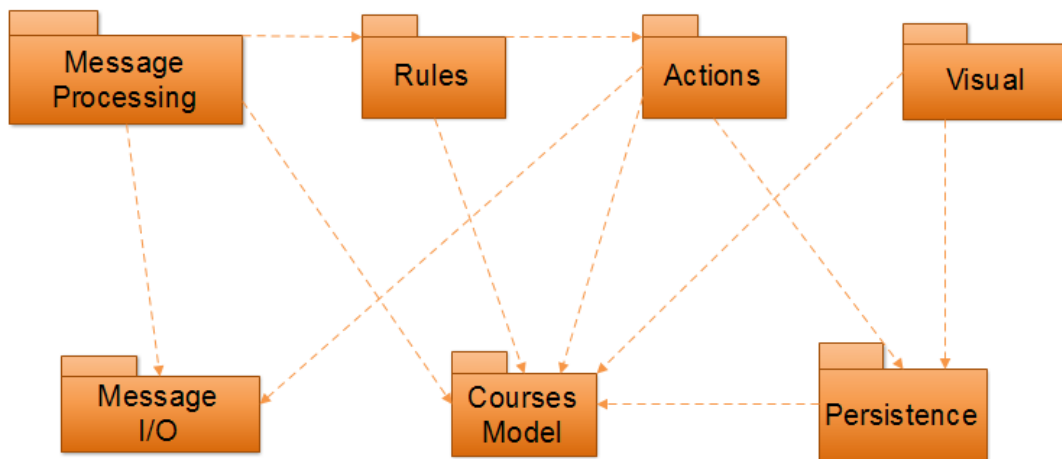 Message
Processing
Rules
Actions
Visual
Message
I/O
Courses
Model
Persistence